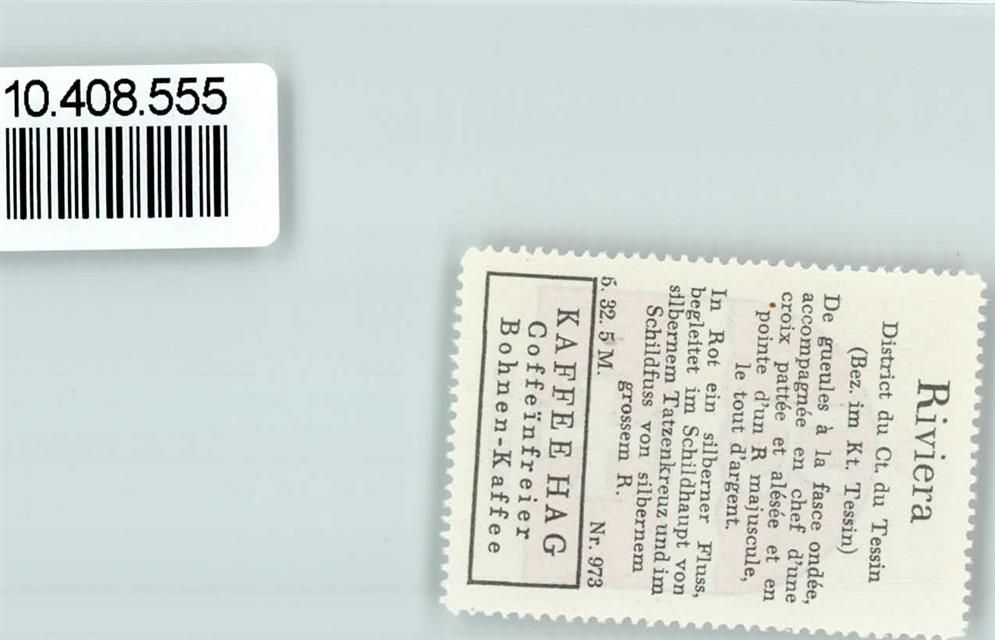 10.408.555
Riviera
District du Ct. du Tessin
(Bez. im Kt. Tessin)
De gueules à la fasce ondée,
accompagnée en chef d'une
croix pattée et alésée et en
pointe d'un R majuscule,
le tout d'argent.
In Rot ein silberner Fluss,
begleitet im Schildhaupt von
silbernem Tatzenkreuz und im
Schildfuss von silbernem
grossem R.
5. 32. 5 M. Nr. 973
KAFFEE HAG
Coffeïnfreier
Bohnen-Kaffee